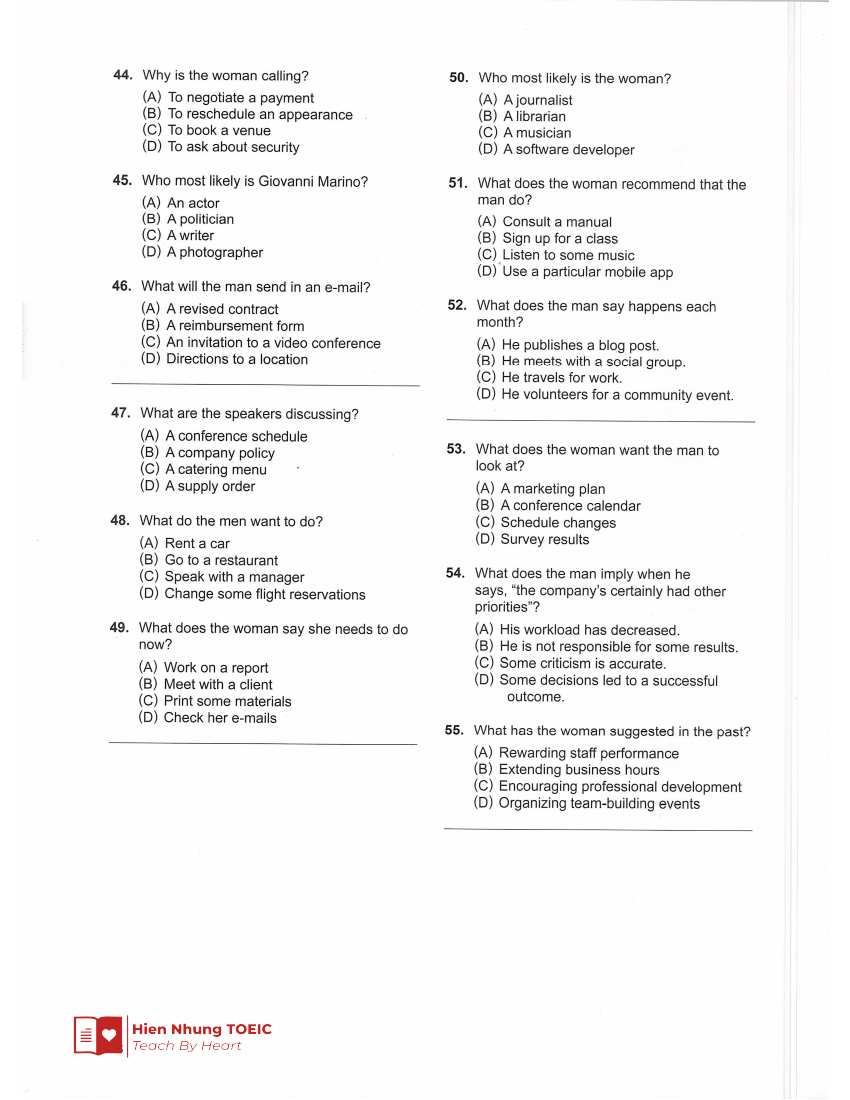 44. Why is the woman calling?
(A) To negotiate a payment
(B) To reschedule an appearance
(C) To book a venue
(D) To ask about security
45. Who most likely is Giovanni Marino?
(A) An actor
(B) A politician
(C) A writer
(D) A photographer
46. What will the man send in an e-mail?
(A) A revised contract
(B) A reimbursement form
(C) An invitation to a video conference
(D) Directions to a location
47. What are the speakers discussing?
(A) A conference schedule
(B) A company policy
(C) A catering menu
(D) A supply order
48. What do the men want to do?
(A) Rent a car
(B) Go to a restaurant
(C) Speak with a manager
(D) Change some flight reservations
49. What does the woman say she needs to do
now?
(A) Work on a report
(B) Meet with a client
(C) Print some materials
(D) Check her e-mails
50. Who most likely is the woman?
(A) A journalist
(B) A librarian
(C) A musician
(D) A software developer
51. What does the woman recommend that the
man do?
(A) Consult a manual
(B) Sign up for a class
(C) Listen to some music
(D) Use a particular mobile app
52. What does the man say happens each
month?
(A) He publishes a blog post.
(B) He meets with a social group.
(C) He travels for work.
(D) He volunteers for a community event.
53. What does the woman want the man to
look at?
(A) A marketing plan
(B) A conference calendar
(C) Schedule changes
(D) Survey results
54. What does the man imply when he
says, “the company’s certainly had other
priorities”?
(A) His workload has decreased.
(B) He is not responsible for some results.
(C) Some criticism is accurate.
(D) Some decisions led to a successful
outcome.
55. What has the woman suggested in the past?
(A) Rewarding staff performance
(B) Extending business hours
(C) Encouraging professional development
(D) Organizing team-building events
Hien Nhung TOEIC
Teach By Heart